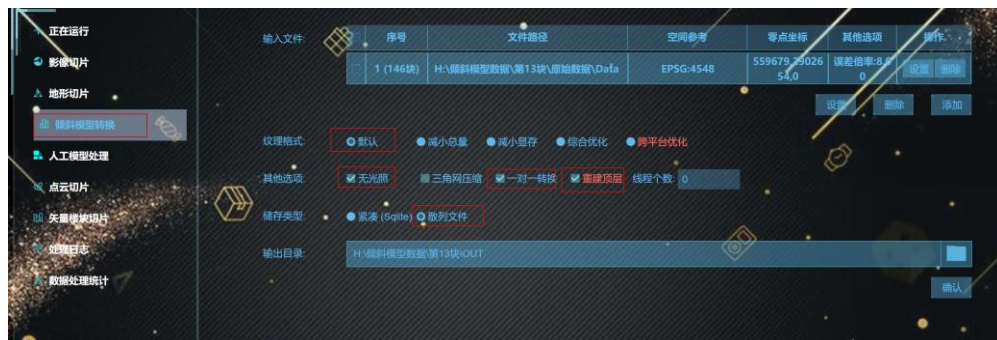 正在运行
影像切片
地形切片
倾斜模型转换
人工模型处理
点云切片
矢量楼块切片
处理日志
数据处理统计
输入文件:
序号 文件路径 空间参考 零点坐标 其他选项 操作
1 (146块) H:\倾斜模型数据\第13块\原始数据\Data EPSG:4548 559679,29026 误差倍率:8,6 设置 删除
54,0 0
设置 删除 添加
纹理格式: 默认 减小总量 减小显存 综合优化 跨平台优化
其他选项: 无光照 三角网压缩 一对一转换 重建顶层 线程个数: 0
储存类型: 紧凑 (Sqlite) 散列文件
输出目录: H:\倾斜模型数据\第13块\OUT
确认